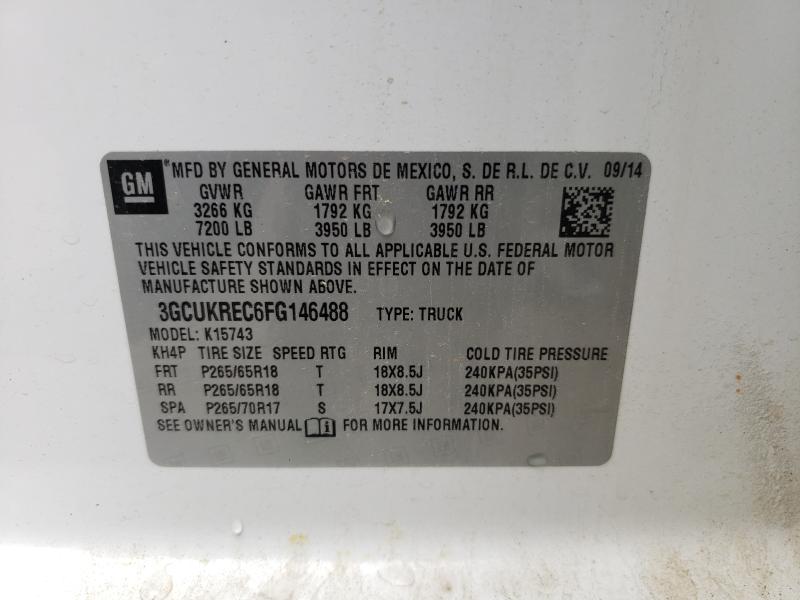 GM ® MFD BY GENERAL MOTORS DE MEXICO, S. DE R.L. DE C.V. 09/14
GVWR GAWR FRT GAWR RR
3266 KG 1792 KG 1792 KG
7200 LB 3950 LB 3950 LB
THIS VEHICLE CONFORMS TO ALL APPLICABLE U.S. FEDERAL MOTOR
VEHICLE SAFETY STANDARDS IN EFFECT ON THE DATE OF
MANUFACTURE SHOWN ABOVE.
3GCUKREC6FG146488 TYPE: TRUCK
MODEL: K15743
KH4P TIRE SIZE SPEED RTG RIM COLD TIRE PRESSURE
FRT P265/65R18 T 18X8.5J 240KPA(35PSI)
RR P265/65R18 T 18X8.5J 240KPA(35PSI)
SPA P265/70R17 S 17X7.5J 240KPA(35PSI)
SEE OWNER'S MANUAL i FOR MORE INFORMATION.